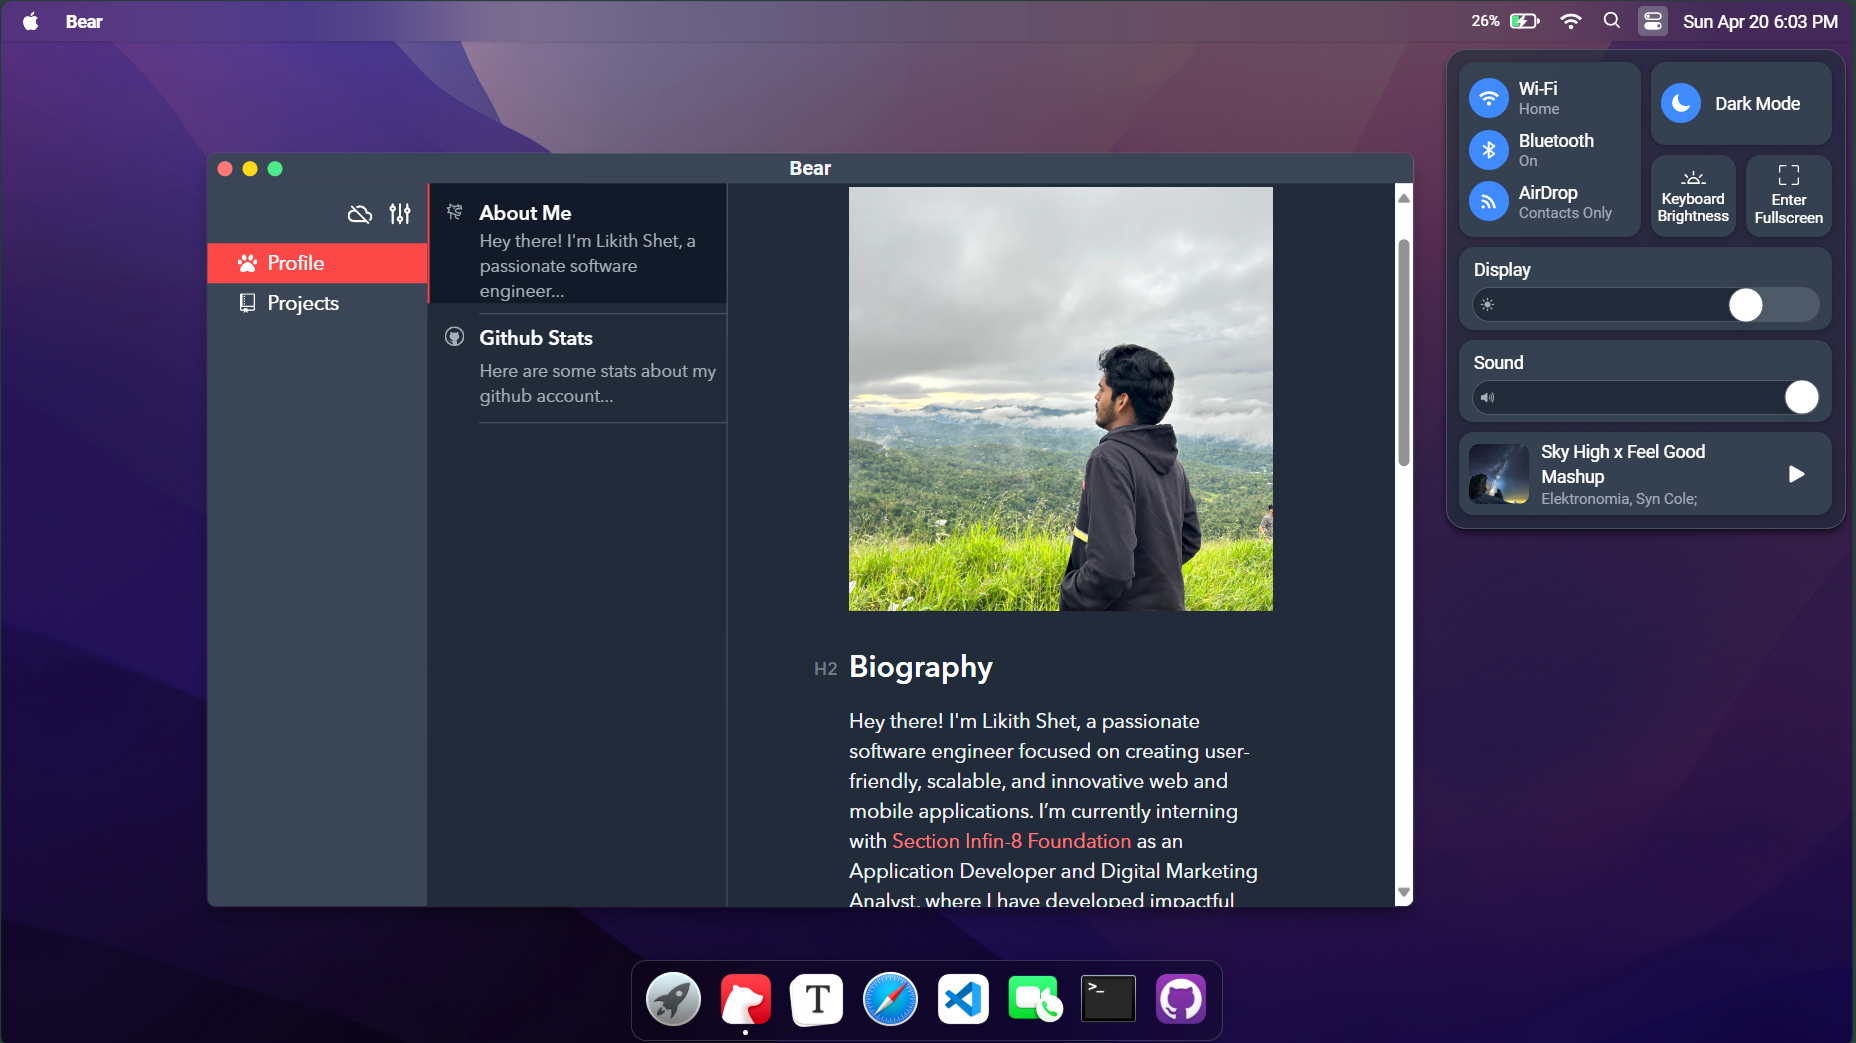 Bear
26%
Sun Apr 20 6:03 PM
Wi-Fi
Home
Bluetooth
On
AirDrop
Contacts Only
Dark Mode
Keyboard
Brightness
Enter
Fullscreen
Display
Sound
Sky High x Feel Good
Mashup
Elektronomia, Syn Cole;
Bear
Profile
Projects
About Me
Hey there! I'm Likith Shet, a
passionate software
engineer...
Github Stats
Here are some stats about my
github account...
H2 Biography
Hey there! I'm Likith Shet, a passionate
software engineer focused on creating user-
friendly, scalable, and innovative web and
mobile applications. I’m currently interning
with Section Infin-8 Foundation as an
Application Developer and Digital Marketing
Analyst, where I have developed impactful
T
>_